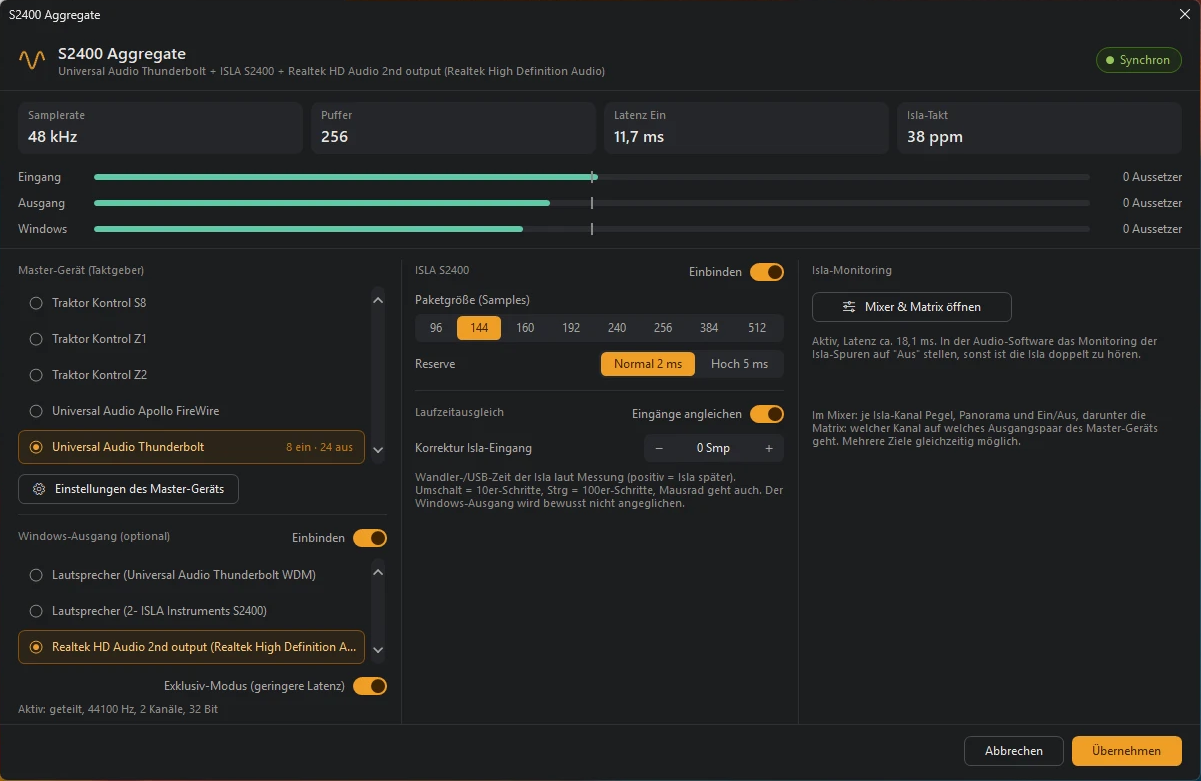 S2400 Aggregate
S2400 Aggregate
Universal Audio Thunderbolt + ISLA S2400 + Realtek HD Audio 2nd output (Realtek High Definition Audio)
Synchron
Samplerate
48 kHz
Puffer
256
Latenz Ein
11,7 ms
Isla-Takt
38 ppm
Eingang
0 Aussetzer
Ausgang
0 Aussetzer
Windows
0 Aussetzer
Master-Gerät (Taktgeber)
Traktor Kontrol S8
Traktor Kontrol Z1
Traktor Kontrol Z2
Universal Audio Apollo FireWire
Universal Audio Thunderbolt 8 ein · 24 aus
Einstellungen des Master-Geräts
Windows-Ausgang (optional) Einbinden
Lautsprecher (Universal Audio Thunderbolt WDM)
Lautsprecher (2- ISLA Instruments S2400)
Realtek HD Audio 2nd output (Realtek High Definition A...
Exklusiv-Modus (geringere Latenz)
Aktiv: geteilt, 44100 Hz, 2 Kanäle, 32 Bit
ISLA S2400 Einbinden
Paketgröße (Samples)
96 144 160 192 240 256 384 512
Reserve Normal 2 ms Hoch 5 ms
Laufzeitausgleich Eingänge angleichen
Korrektur Isla-Eingang − 0 Smp +
Wandler-/USB-Zeit der Isla laut Messung (positiv = Isla später).
Umschalt = 10er-Schritte, Strg = 100er-Schritte, Mausrad geht auch. Der
Windows-Ausgang wird bewusst nicht angeglichen.
Isla-Monitoring
Mixer & Matrix öffnen
Aktiv, Latenz ca. 18,1 ms. In der Audio-Software das Monitoring der
Isla-Spuren auf "Aus" stellen, sonst ist die Isla doppelt zu hören.
Im Mixer: je Isla-Kanal Pegel, Panorama und Ein/Aus, darunter die
Matrix: welcher Kanal auf welches Ausgangspaar des Master-Geräts
geht. Mehrere Ziele gleichzeitig möglich.
Abbrechen
Übernehmen